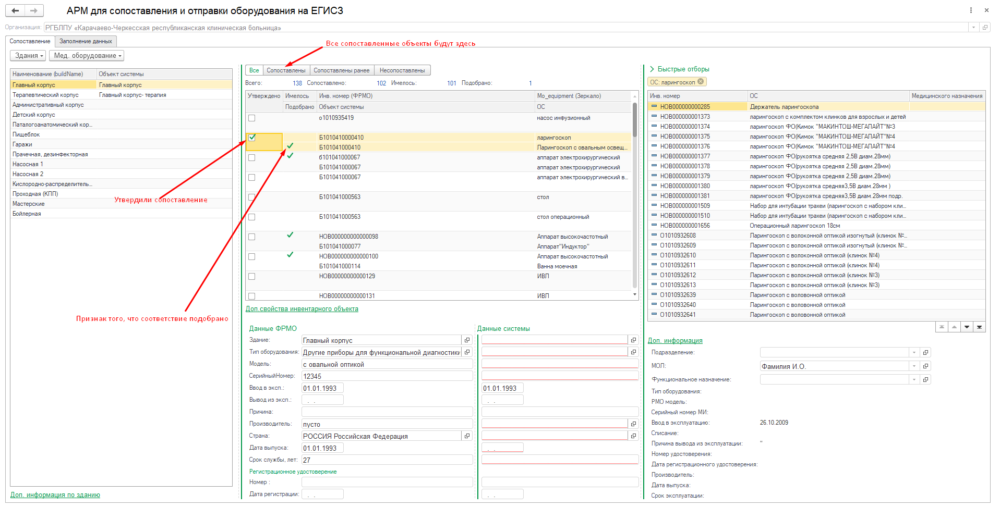 АРМ для сопоставления и отправки оборудования на ЕГИСЗ
Организация: РГБЛПУ «Карачаево-Черкесская республиканская клиническая больница»
Сопоставление Заполнение данных
Все сопоставленные объекты будут здесь
Здания Мед. оборудование
Наименование (buildName) Объект системы
Главный корпус Главный корпус
Терапевтический корпус Главный корпус- терапия
Административный корпус
Детский корпус
Паталогоанатомический кор...
Пищеблок
Гаражи
Прачечная, дезинфекторная
Насосная 1
Насосная 2
Кислородно-распределитель...
Проходная (КПП)
Мастерские
Бойлерная
Утвердили сопоставление
Признак того, что соответствие подобрано
Доп. информация по зданию
Все Сопоставлены Сопоставлены ранее Несопоставлены
Всего: 138 Сопоставлено: 102 Имелось: 101 Подобрано: 1
Утверждено Имелось Инв. номер (ФРМО) Mo_equipment (Зеркало)
Подобрано Объект системы ОС
о1010935419 насос инфузионный
Б1010410000410 ларингоскоп
Б101041000410 Ларингоскоп с овальным освещ...
б101041000067 аппарат электрохирургический
Б101041000067 аппарат электрохирургический
Б101041000067 аппарат электрохирургический в...
Б101041000563 стол
Б101041000563 стол операционный
НОВ000000000000098 Аппарат высокочастотный
Б101041000077 Аппарат"Индуктор"
НОВ000000000000100 Аппарат высокочастотный
Б101041000114 Ванна моечная
НОВ00000000000129 ИВЛ
НОВ00000000000131 ИВЛ
Доп.свойства инвентарного объекта
Данные ФРМО Данные системы
Здание: Главный корпус
Тип оборудования: Другие приборы для функциональной диагностики
Модель: с овальной оптикой
СерийныйНомер: 12345
Ввод в эксп.: 01.01.1993 01.01.1993
Вывод из эксп.: . . . .
Причина:
Производитель: пусто
Страна: РОССИЯ Российская Федерация
Дата выпуска: 01.01.1993 . .
Срок службы, лет: 27
Регистрационное удостоверение
Номер :
Дата регистрации: . . . .
Быстрые отборы
ОС: ларингоскоп
Инв. номер ОС Медицинского назначения
НОВ000000000285 Держатель ларингоскопа
НОВ000000001373 ларингоскоп с комплектом клинков для взрослых и детей
НОВ000000001374 ларингоскоп ФО(Кимок "МАКИНТОШ-МЕГАЛАЙТ"№3
НОВ000000001375 ларингоскоп ФО(Кимок "МАКИНТОШ-МЕГАЛАЙТ"№4
НОВ000000001376 ларингоскоп ФО(Кимок "МАКИНТОШ-МЕГАЛАЙТ"№4
НОВ000000001377 ларингоскоп ФО(рукоятка средняя 2,5В диам.28мм)
НОВ000000001378 ларингоскоп ФО(рукоятка средняя 2,5В диам.28мм)
НОВ000000001379 ларингоскоп ФО(рукоятка средняя 2,5В диам.28мм)
НОВ000000001380 ларингоскоп ФО(рукоятка средняя3,5В диам.28мм )
НОВ000000001381 ларингоскоп ФО(рукоятка средняя3,5В диам.28мм подр.
НОВ000000001509 Набор для интубации трахеи (ларингоскоп с набором кли...
НОВ000000001510 Набор для интубации трахеи (ларингоскоп с набором кли...
НОВ000000001656 Операционный ларингоскоп 18см
О1010932608 Ларингоскоп с волоконной оптикой изогнутый (клинок №...
О1010932609 Ларингоскоп с волоконной оптикой изогнутый (клинок №...
О1010932610 Ларингоскоп с волоконной оптикой (клинок №4)
О1010932611 Ларингоскоп с волоконной оптикой (клинок №4)
О1010932612 Ларингоскоп с волоконной оптикой (клинок №3)
О1010932613 Ларингоскоп с волоконной оптикой (клинок №3)
О1010932639 Ларингоскоп с воловонной оптикой
О1010932640 Ларингоскоп с воловонной оптикой
О1010932641 Ларингоскоп с воловонной оптикой
Доп. информация
Подразделение:
МОЛ: Фамилия И.О.
Функциональное назначение:
Тип оборудования:
РМО модель:
Серийный номер МИ:
Ввод в эксплуатацию: 26.10.2009
Списание:
Причина вывода из эксплуатации: "
Номер удостоверения:
Дата регистрационного удостоверения:
Производитель:
Дата выпуска:
Срок эксплуатации: